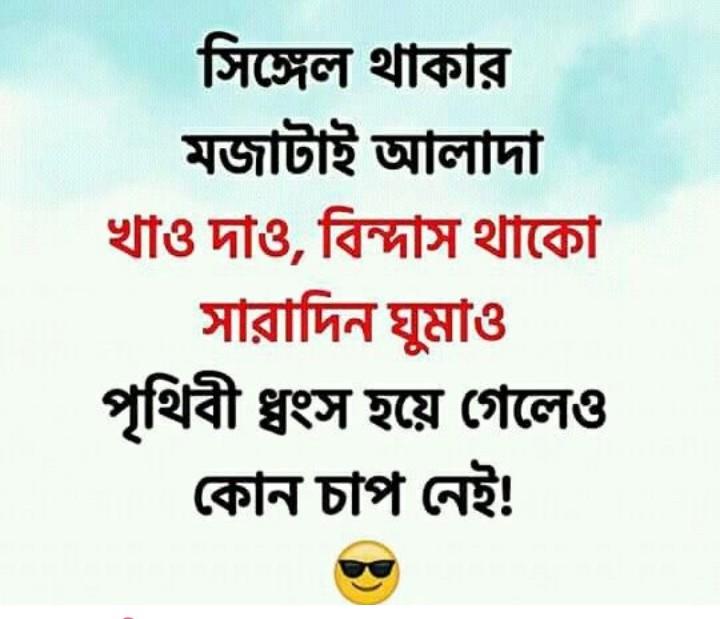 সিঙ্গেল থাকার
মজাটাই আলাদা
খাও দাও, বিন্দাস থাকো
সারাদিন ঘুমাও
পৃথিবী ধ্বংস হয়ে গেলেও
কোন চাপ নেই!
😎